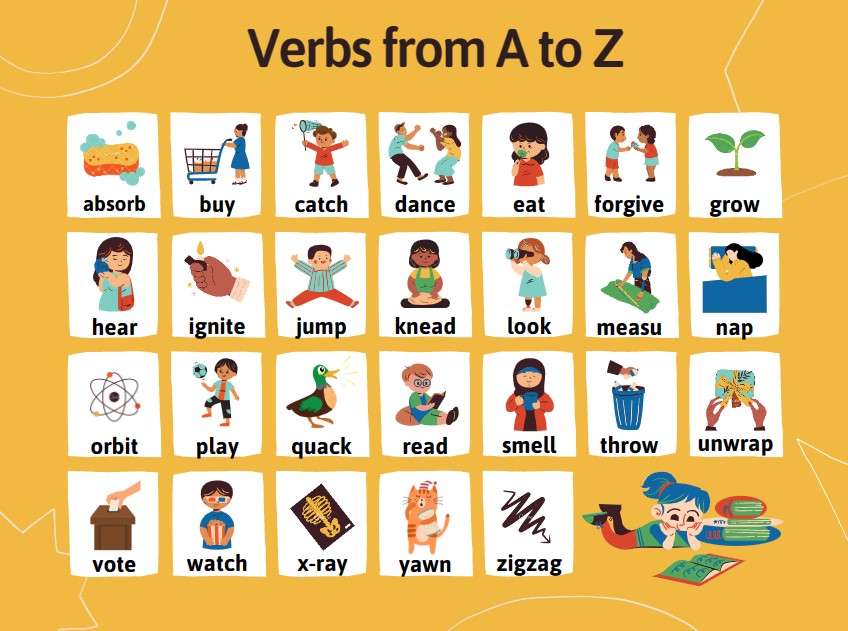 Verbs from A to Z
absorb buy catch dance eat forgive grow
hear ignite jump knead look measu nap
orbit play quack read smell throw unwrap
vote watch x-ray yawn zigzag